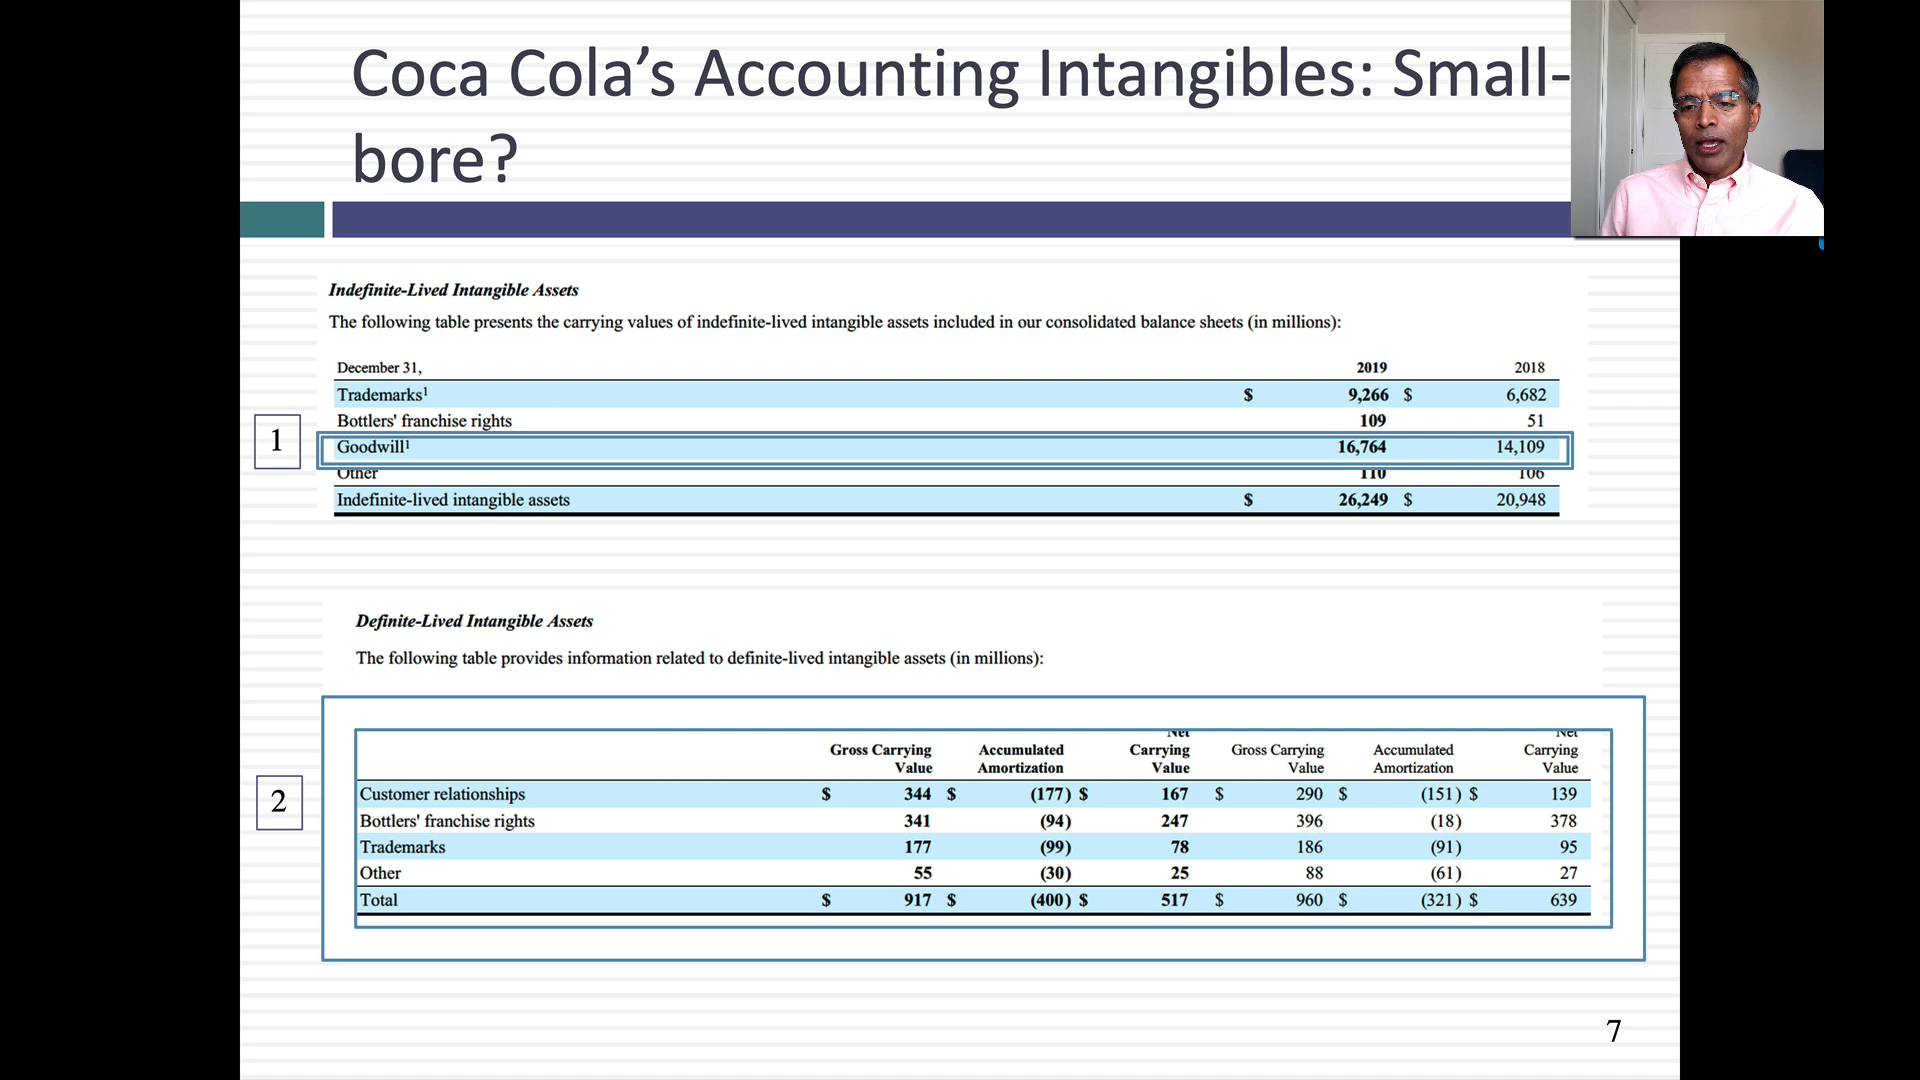 Coca Cola’s Accounting Intangibles: Small-
bore?
Indefinite-Lived Intangible Assets
The following table presents the carrying values of indefinite-lived intangible assets included in our consolidated balance sheets (in millions):
December 31, 2019 2018
Trademarks¹ $ 9,266 $ 6,682
Bottlers' franchise rights 109 51
1
Goodwill¹ 16,764 14,109
Other 110 106
Indefinite-lived intangible assets $ 26,249 $ 20,948
Definite-Lived Intangible Assets
The following table provides information related to definite-lived intangible assets (in millions):
Net Net
Gross Carrying Accumulated Carrying Gross Carrying Accumulated Carrying
Value Amortization Value Value Amortization Value
2
Customer relationships $ 344 $ (177) $ 167 $ 290 $ (151) $ 139
Bottlers' franchise rights 341 (94) 247 396 (18) 378
Trademarks 177 (99) 78 186 (91) 95
Other 55 (30) 25 88 (61) 27
Total $ 917 $ (400) $ 517 $ 960 $ (321) $ 639
7